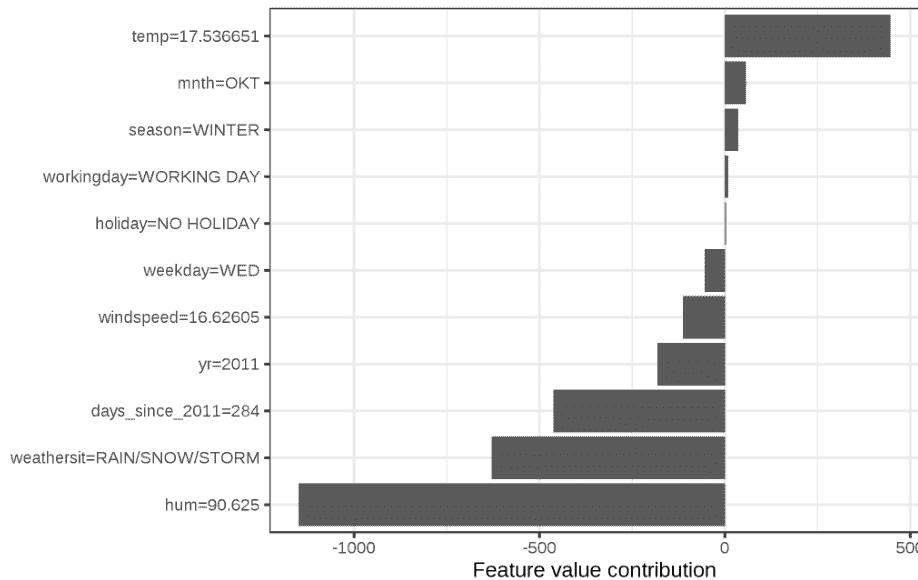 temp=17.536651
mnth=OKT
season=WINTER
workingday=WORKING DAY
holiday=NO HOLIDAY
weekday=WED
windspeed=16.62605
yr=2011
days_since_2011=284
weathersit=RAIN/SNOW/STORM
hum=90.625
-1000 -500 0 500
Feature value contribution